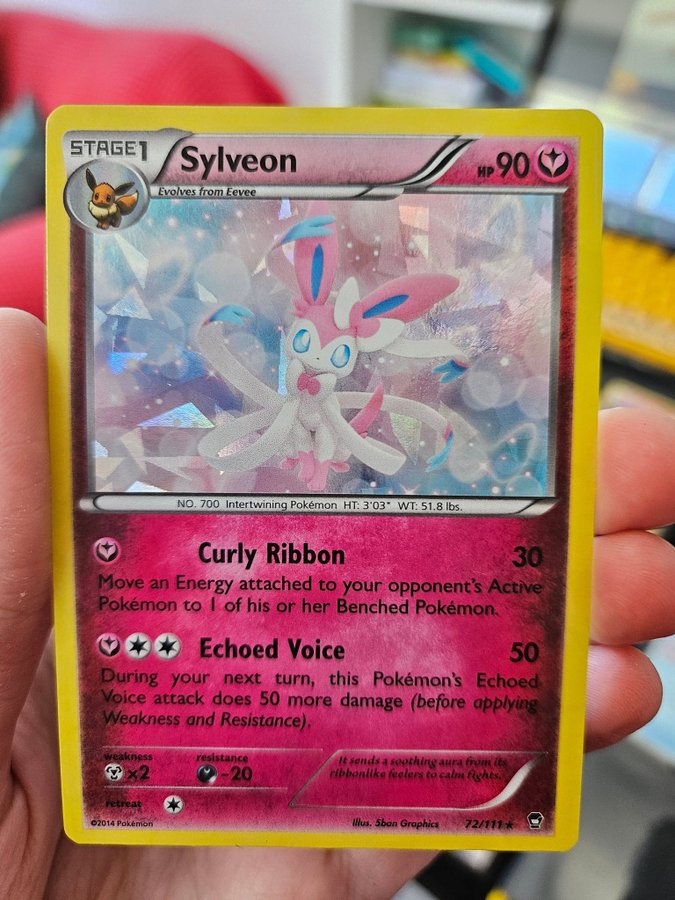 STAGE1
Sylveon
HP 90
Evolves from Eevee
NO. 700 Intertwining Pokémon HT: 3'03" WT: 51.8 lbs.
Curly Ribbon 30
Move an Energy attached to your opponent's Active
Pokémon to 1 of his or her Benched Pokémon.
Echoed Voice 50
During your next turn, this Pokémon's Echoed
Voice attack does 50 more damage (before applying
Weakness and Resistance).
weakness resistance
×2 -20
It sends a soothing aura from its
ribbonlike feelers to calm fights.
retreat
©2014 Pokémon Illus. 5ban Graphics 72/111★